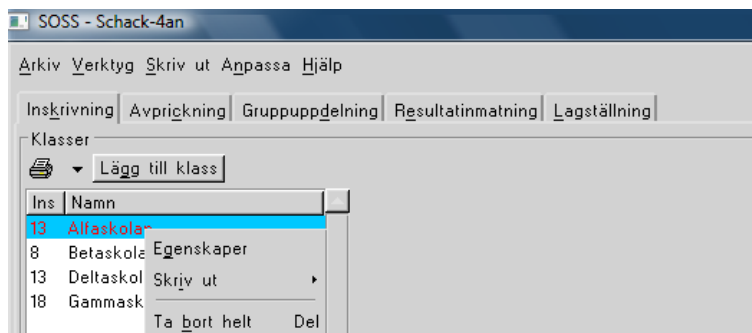 SOSS - Schack-4an
Arkiv Verktyg Skriv ut Anpassa Hjälp
Inskrivning Avprickning Gruppuppdelning Resultatinmatning Lagställning
Klasser
Lägg till klass
Ins Namn
13 Alfaskolan
8 Betaskola
Egenskaper
13 Deltaskol
Skriv ut
18 Gammask
Ta bort helt Del